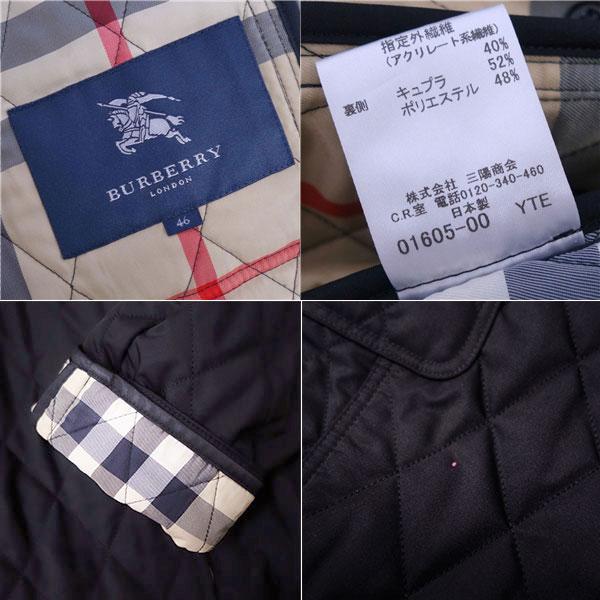 BURBERRY
LONDON
46
指定外繊維 40%
(アクリレート系繊維)
裏側 キュプラ 52%
ポリエステル 48%
株式会社 三陽商会
C.R.室 電話0120-340-460
日本製
01605-00 YTE